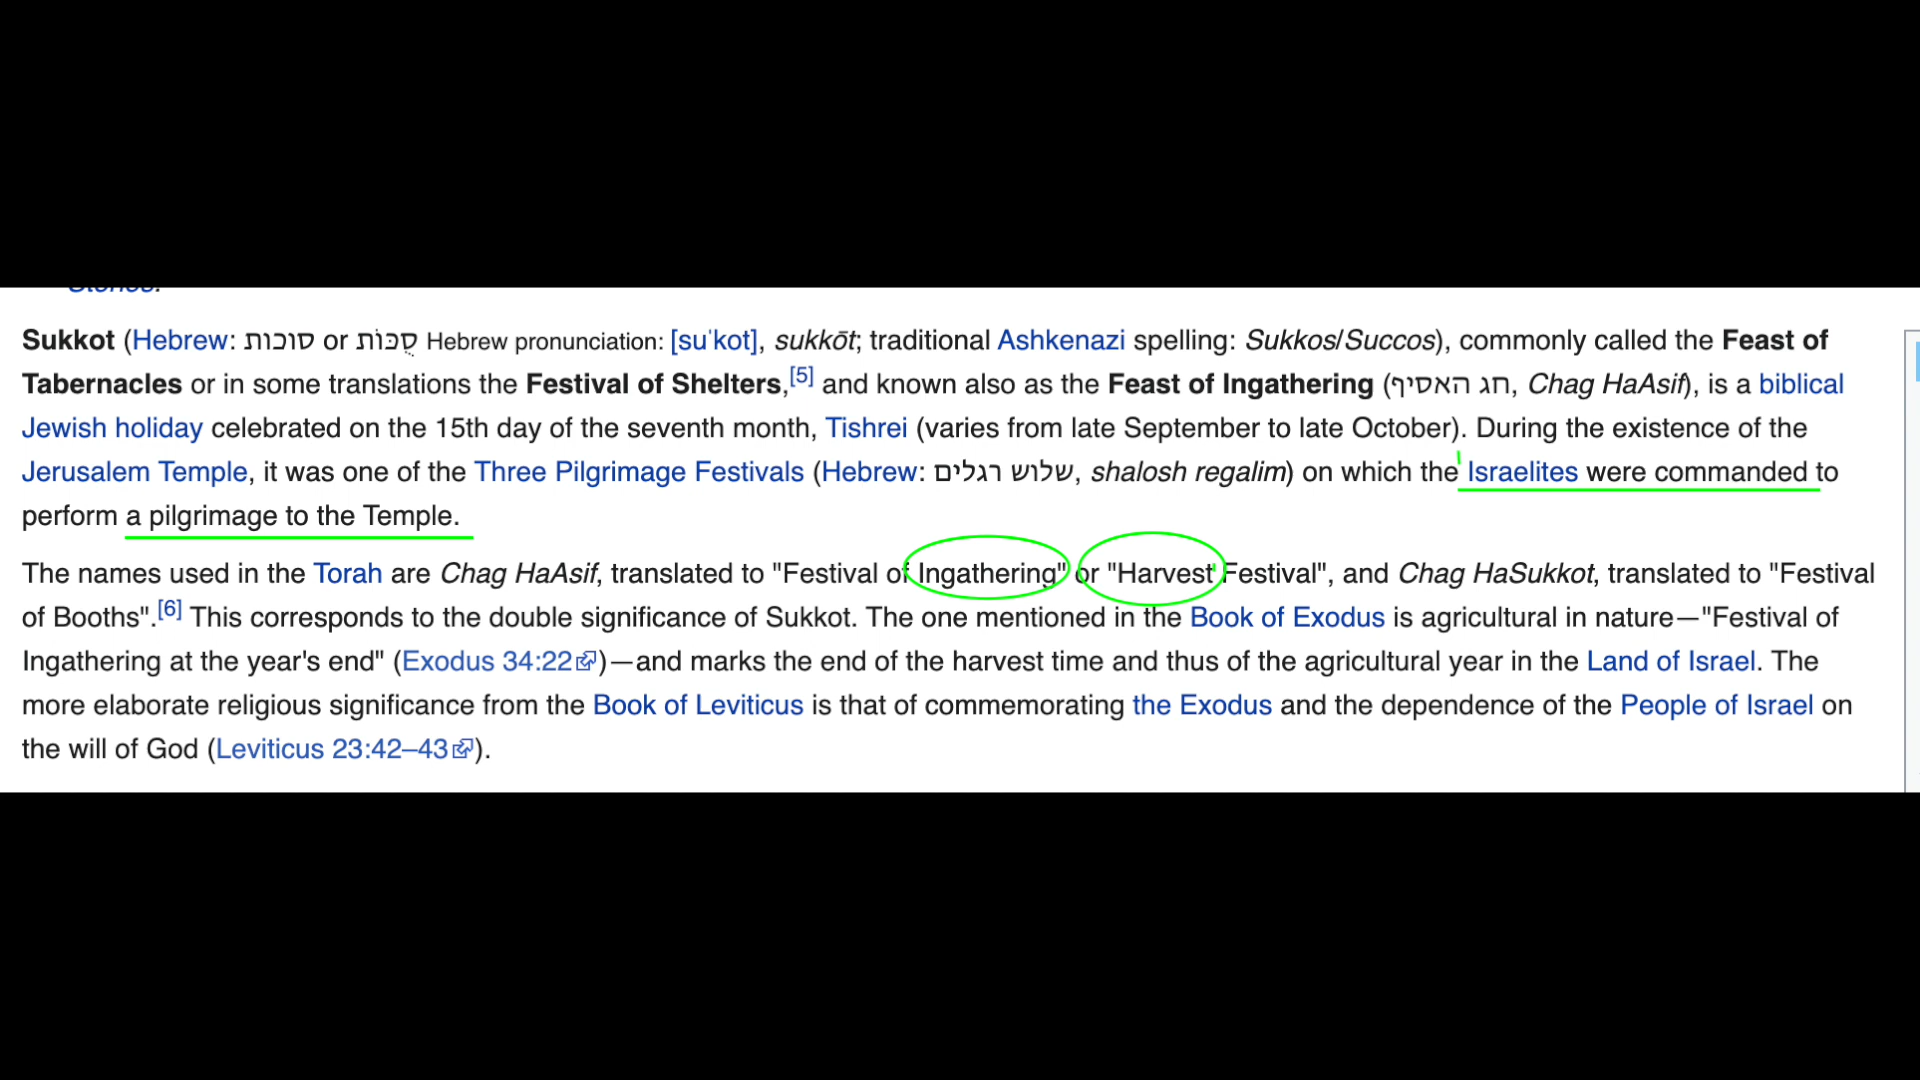 Stories.
Sukkot (Hebrew: סוכות or סֻכּוֹת Hebrew pronunciation: [suˈkot], sukkōt; traditional Ashkenazi spelling: Sukkos/Succos), commonly called the Feast of
Tabernacles or in some translations the Festival of Shelters,[5] and known also as the Feast of Ingathering (חג האסיף, Chag HaAsif), is a biblical
Jewish holiday celebrated on the 15th day of the seventh month, Tishrei (varies from late September to late October). During the existence of the
Jerusalem Temple, it was one of the Three Pilgrimage Festivals (Hebrew: שלוש רגלים, shalosh regalim) on which the Israelites were commanded to
perform a pilgrimage to the Temple.
The names used in the Torah are Chag HaAsif, translated to "Festival of Ingathering" or "Harvest Festival", and Chag HaSukkot, translated to "Festival
of Booths".[6] This corresponds to the double significance of Sukkot. The one mentioned in the Book of Exodus is agricultural in nature—"Festival of
Ingathering at the year's end" (Exodus 34:22)—and marks the end of the harvest time and thus of the agricultural year in the Land of Israel. The
more elaborate religious significance from the Book of Leviticus is that of commemorating the Exodus and the dependence of the People of Israel on
the will of God (Leviticus 23:42–43).